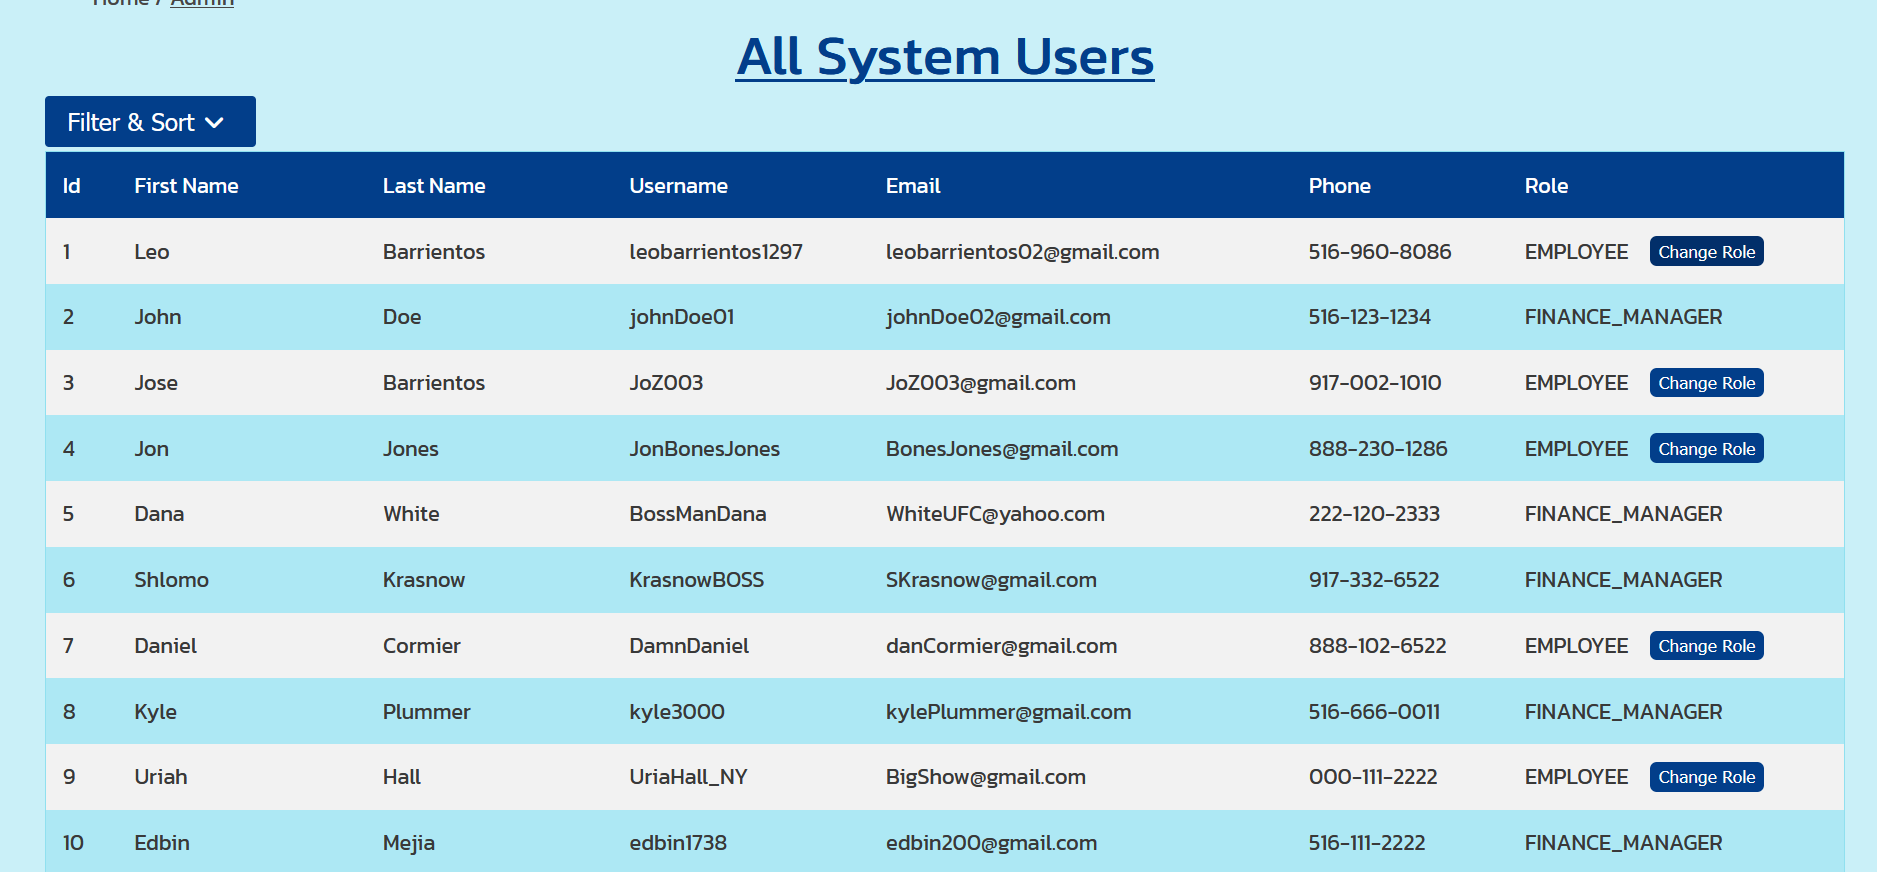 Home / Admin
All System Users
Filter & Sort
Id First Name Last Name Username Email Phone Role
1 Leo Barrientos leobarrientos1297 leobarrientos02@gmail.com 516-960-8086 EMPLOYEE Change Role
2 John Doe johnDoe01 johnDoe02@gmail.com 516-123-1234 FINANCE_MANAGER
3 Jose Barrientos JoZ003 JoZ003@gmail.com 917-002-1010 EMPLOYEE Change Role
4 Jon Jones JonBonesJones BonesJones@gmail.com 888-230-1286 EMPLOYEE Change Role
5 Dana White BossManDana WhiteUFC@yahoo.com 222-120-2333 FINANCE_MANAGER
6 Shlomo Krasnow KrasnowBOSS SKrasnow@gmail.com 917-332-6522 FINANCE_MANAGER
7 Daniel Cormier DamnDaniel danCormier@gmail.com 888-102-6522 EMPLOYEE Change Role
8 Kyle Plummer kyle3000 kylePlummer@gmail.com 516-666-0011 FINANCE_MANAGER
9 Uriah Hall UriaHall_NY BigShow@gmail.com 000-111-2222 EMPLOYEE Change Role
10 Edbin Mejia edbin1738 edbin200@gmail.com 516-111-2222 FINANCE_MANAGER